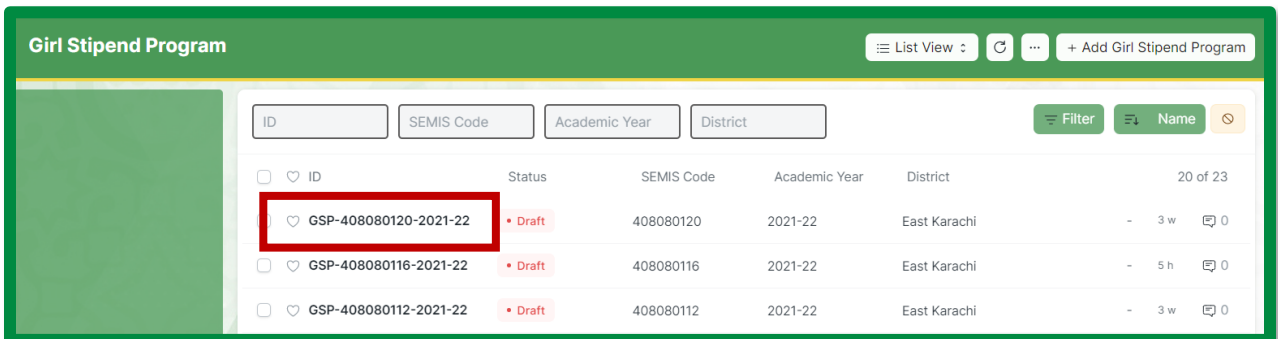 Girl Stipend Program List View ... + Add Girl Stipend Program
ID SEMIS Code Academic Year District Filter Name
ID Status SEMIS Code Academic Year District 20 of 23
GSP-408080120-2021-22 • Draft 408080120 2021-22 East Karachi - 3 w 0
GSP-408080116-2021-22 • Draft 408080116 2021-22 East Karachi - 5 h 0
GSP-408080112-2021-22 • Draft 408080112 2021-22 East Karachi - 3 w 0